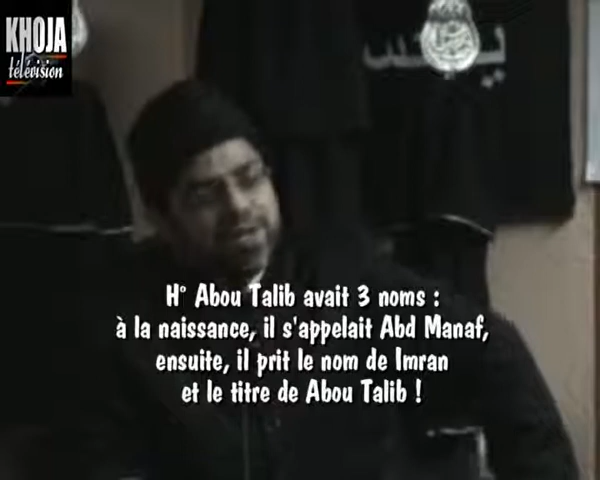 KHOJA
télévision
H° Abou Talib avait 3 noms :
à la naissance, il s'appelait Abd Manaf,
ensuite, il prit le nom de Imran
et le titre de Abou Talib !